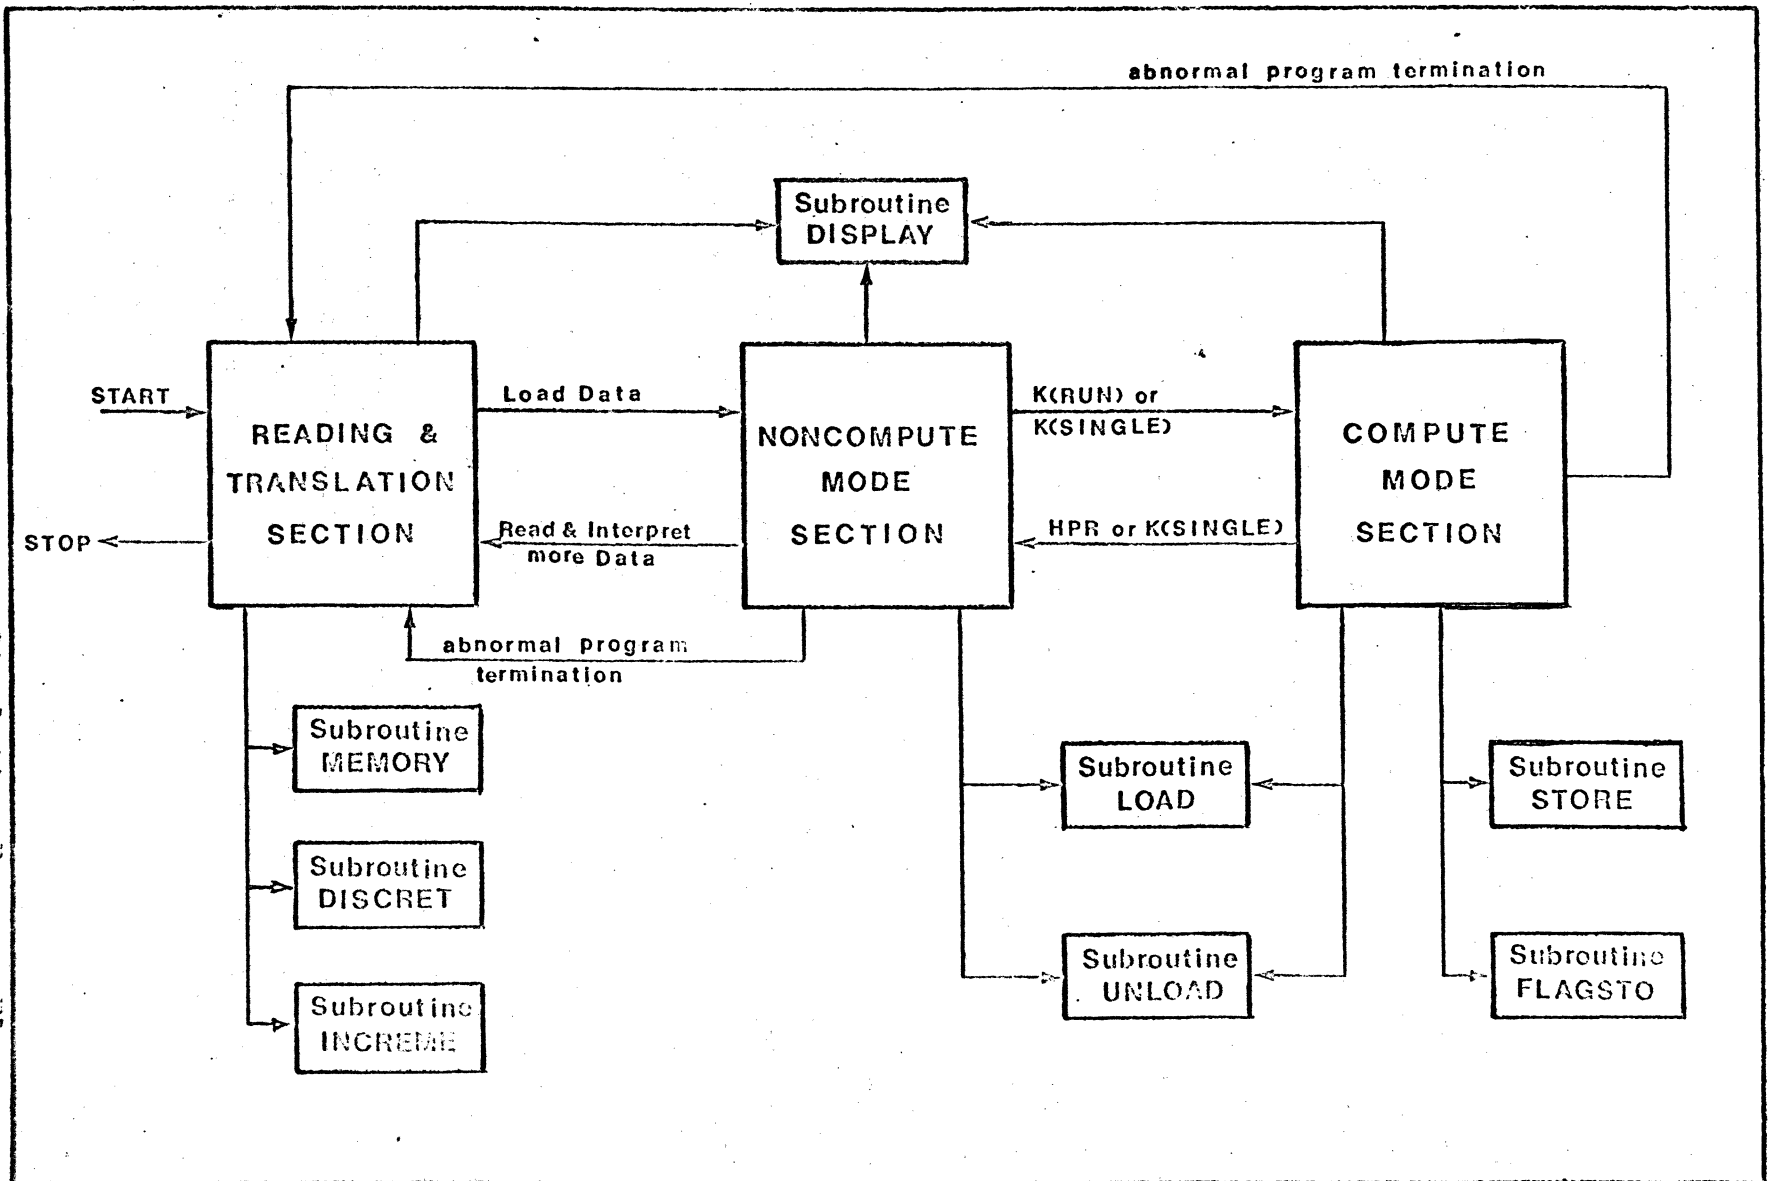 abnormal program termination
Subroutine
DISPLAY
START
Load Data
K(RUN) or
K(SINGLE)
READING &
TRANSLATION
SECTION
NONCOMPUTE
MODE
SECTION
COMPUTE
MODE
SECTION
STOP
Read & Interpret
more Data
HPR or K(SINGLE)
abnormal program
termination
Subroutine
MEMORY
Subroutine
LOAD
Subroutine
STORE
Subroutine
DISCRET
Subroutine
UNLOAD
Subroutine
FLAGSTO
Subroutine
INCREME